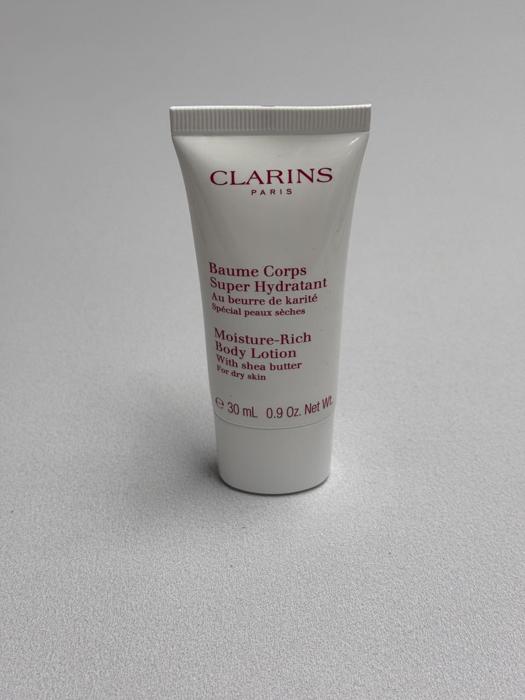 CLARINS
PARIS
Baume Corps
Super Hydratant
Au beurre de karité
Spécial peaux sèches
Moisture-Rich
Body Lotion
With shea butter
For dry skin
℮ 30 mL 0.9 Oz. Net Wt.